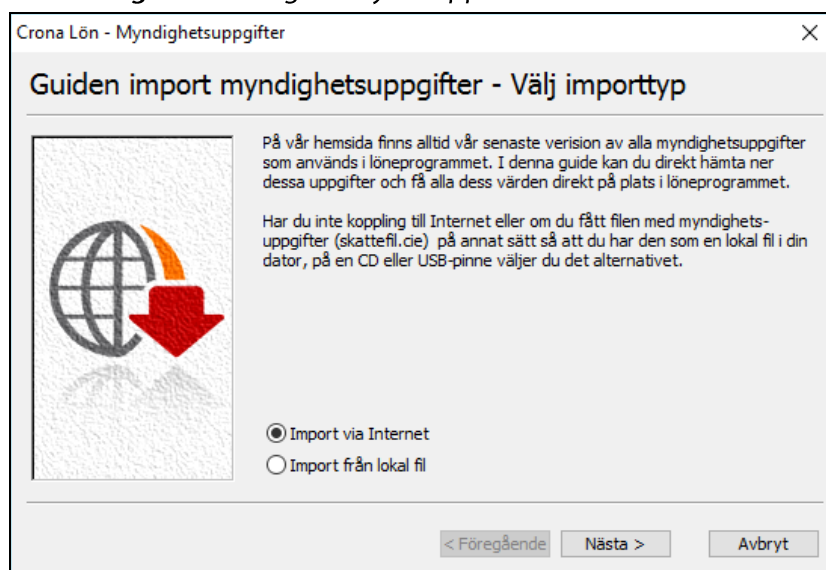 Crona Lön - Myndighetsuppgifter
Guiden import myndighetsuppgifter - Välj importtyp
På vår hemsida finns alltid vår senaste verision av alla myndighetsuppgifter
som används i löneprogrammet. I denna guide kan du direkt hämta ner
dessa uppgifter och få alla dess värden direkt på plats i löneprogrammet.
Har du inte koppling till Internet eller om du fått filen med myndighets-
uppgifter (skattefil.cie)  på annat sätt så att du har den som en lokal fil i din
dator, på en CD eller USB-pinne väljer du det alternativet.
Import via Internet
Import från lokal fil
< Föregående
Nästa >
Avbryt